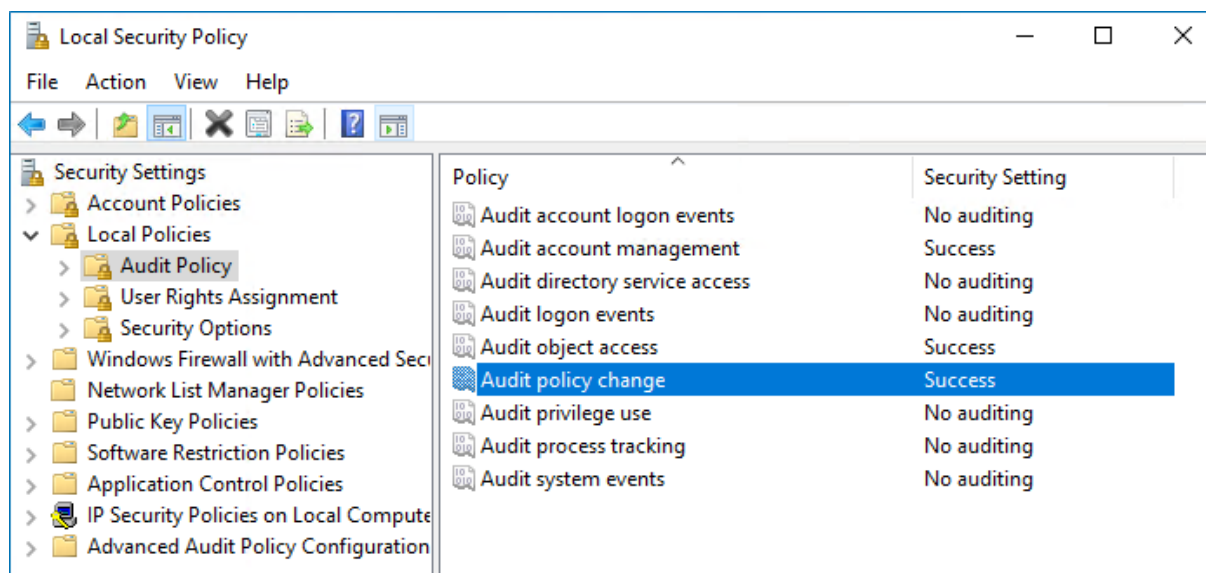 Local Security Policy
File Action View Help
Security Settings
Account Policies
Local Policies
Audit Policy
User Rights Assignment
Security Options
Windows Firewall with Advanced Secu
Network List Manager Policies
Public Key Policies
Software Restriction Policies
Application Control Policies
IP Security Policies on Local Compute
Advanced Audit Policy Configuration
Policy Security Setting
Audit account logon events No auditing
Audit account management Success
Audit directory service access No auditing
Audit logon events No auditing
Audit object access Success
Audit policy change Success
Audit privilege use No auditing
Audit process tracking No auditing
Audit system events No auditing